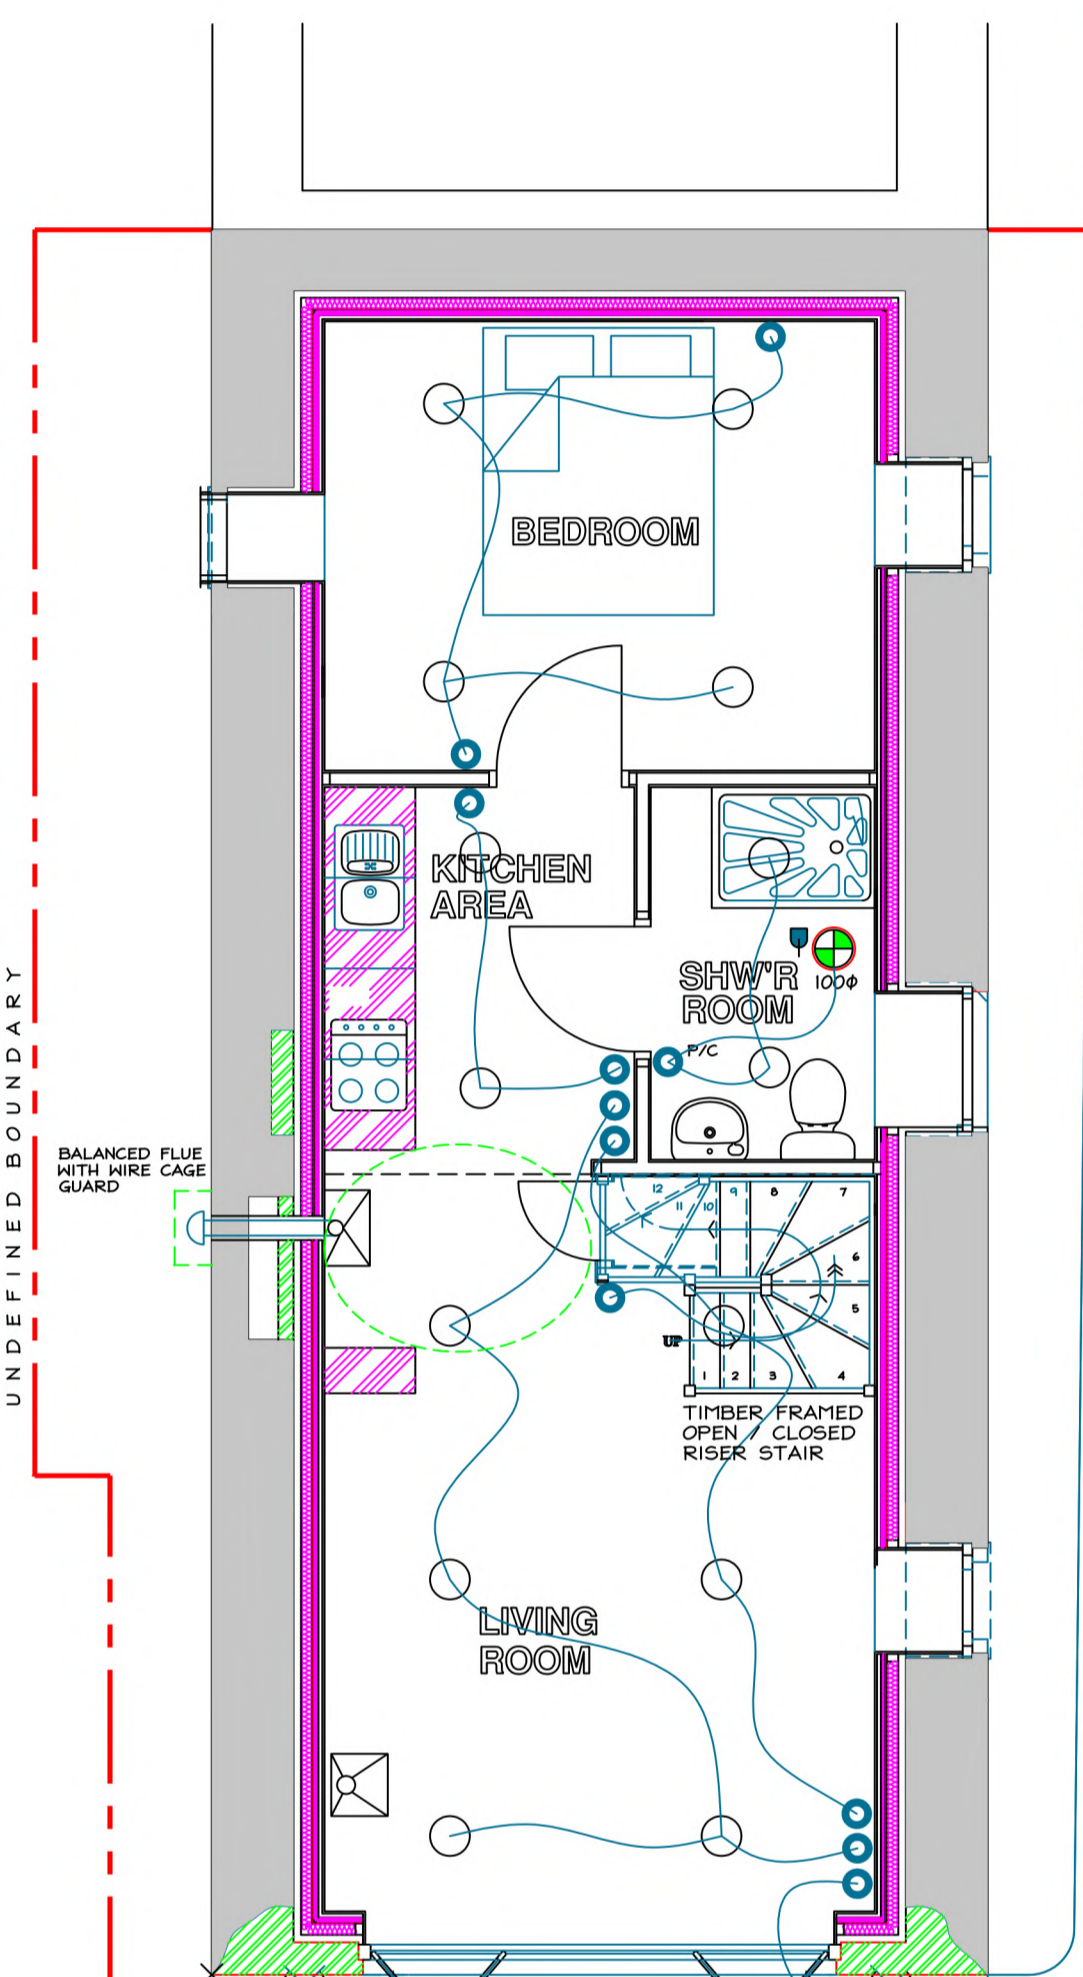 BEDROOM
KITCHEN
AREA
SHW'R
ROOM
100Φ
P/C
UNDEFINED BOUNDARY
BALANCED FLUE
WITH WIRE CAGE
GUARD
12
11
10
9
8
7
6
5
UP
1
2
3
4
TIMBER FRAMED
OPEN / CLOSED
RISER STAIR
LIVING
ROOM